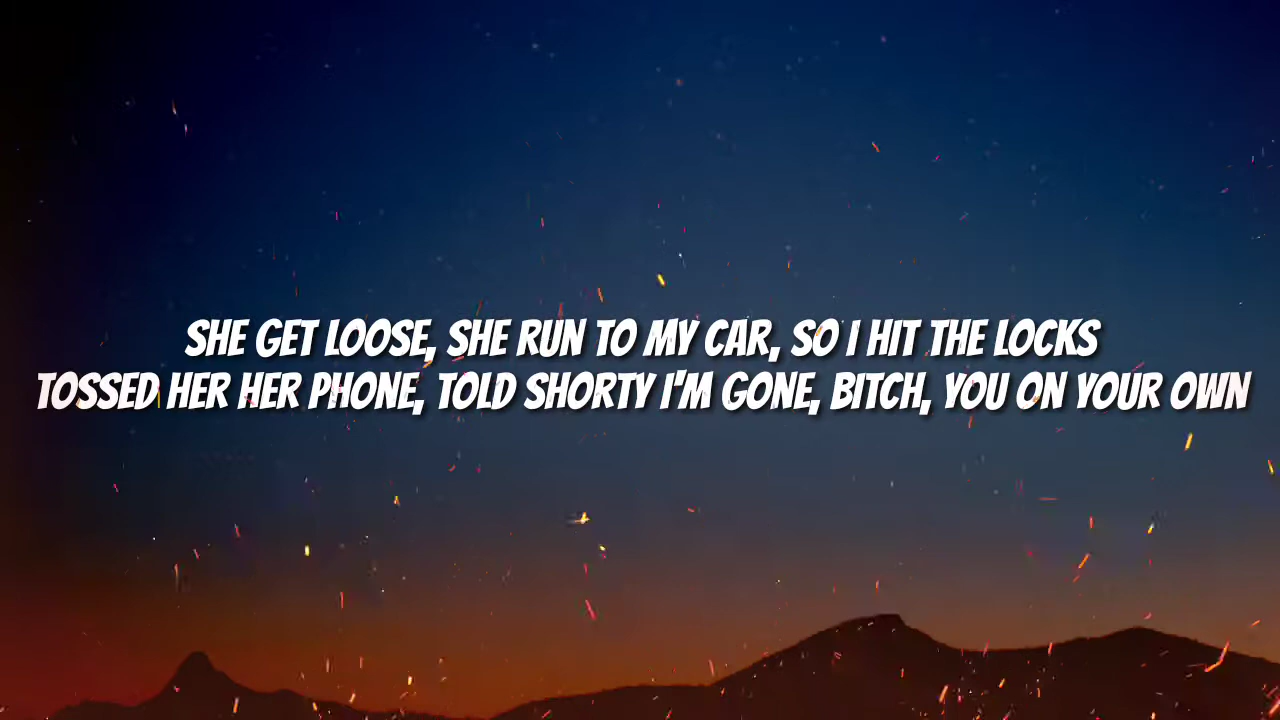 SHE GET LOOSE, SHE RUN TO MY CAR, SO I HIT THE LOCKS
TOSSED HER HER PHONE, TOLD SHORTY I'M GONE, BITCH, YOU ON YOUR OWN